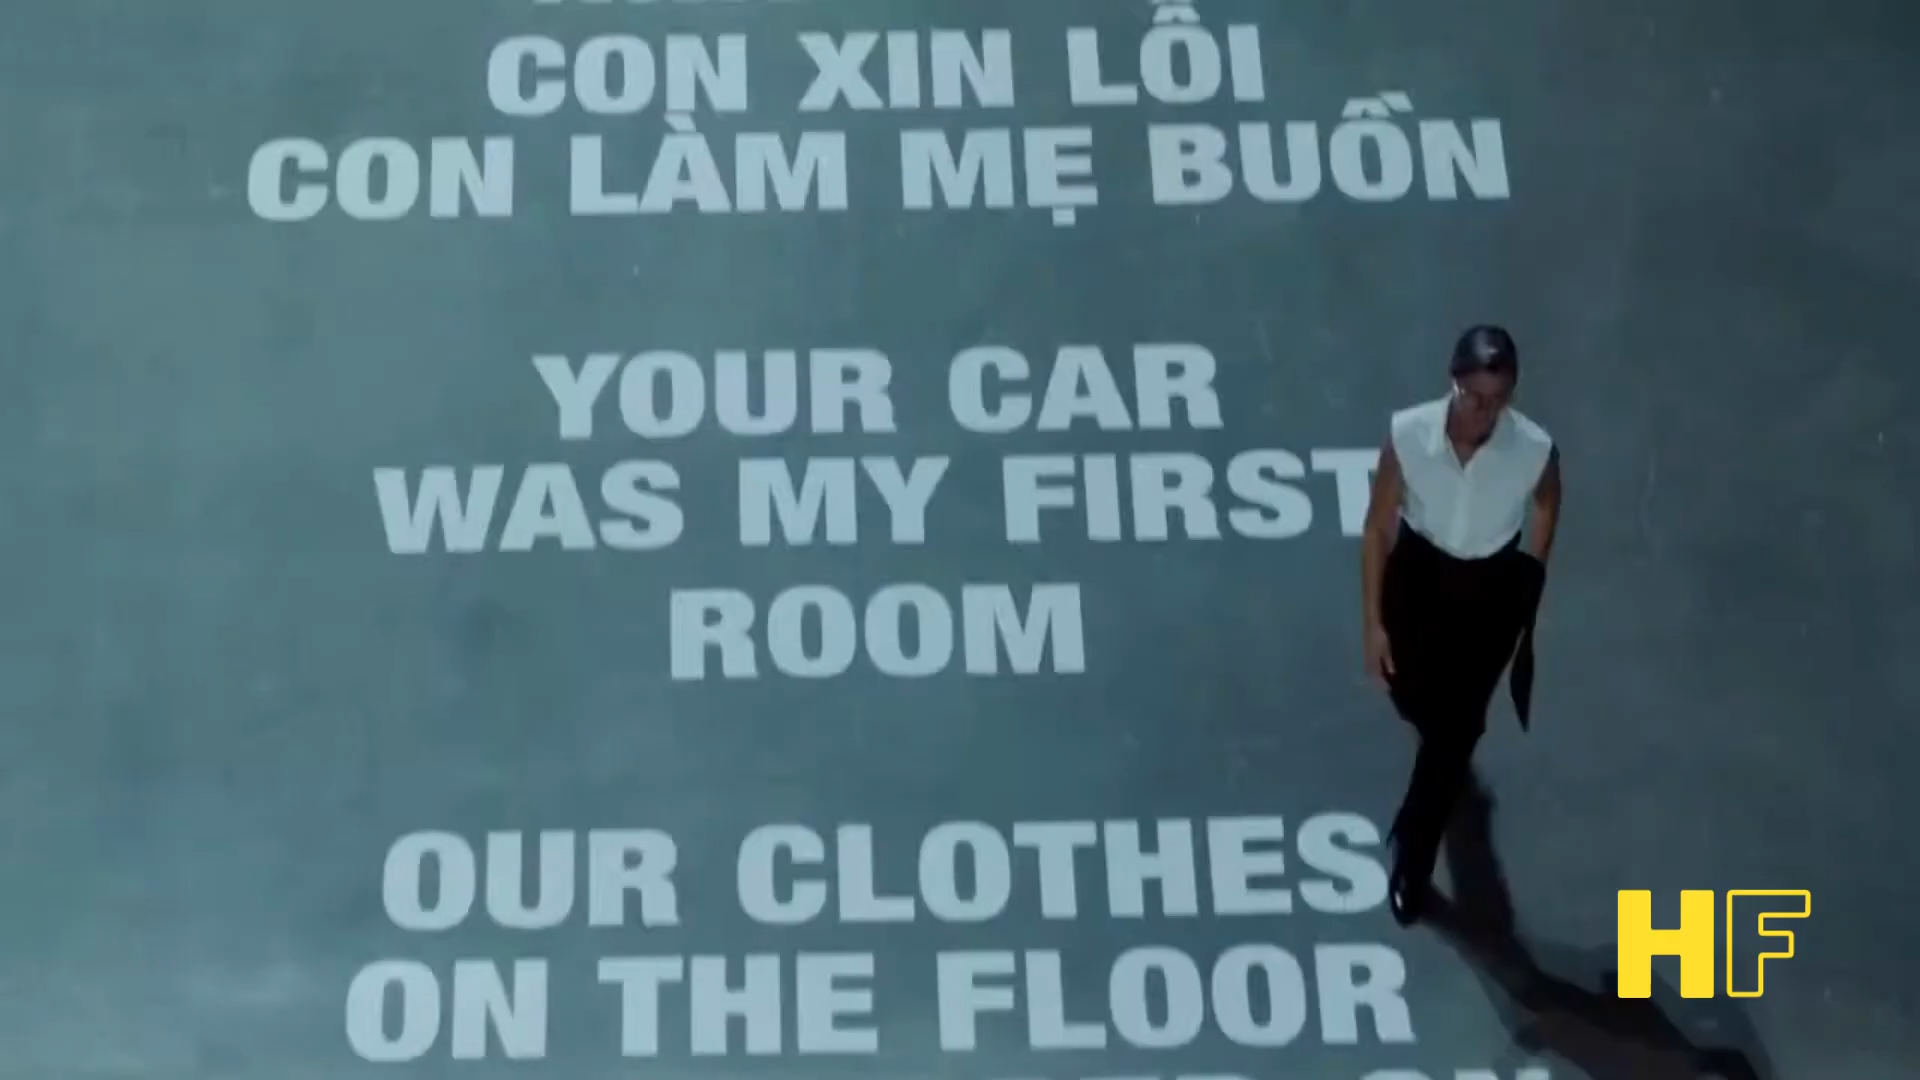 CON XIN LỖI
CON LÀM MẸ BUỒN
YOUR CAR
WAS MY FIRST
ROOM
OUR CLOTHES
ON THE FLOOR
HF